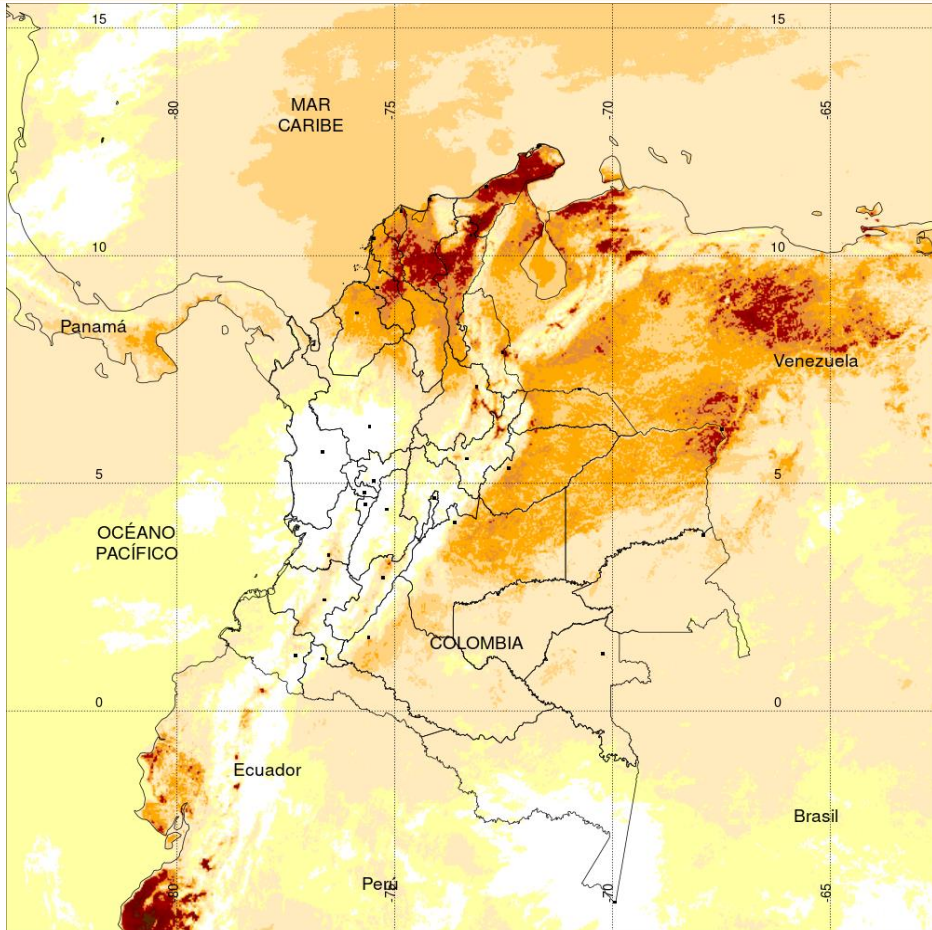 15
15
-80
-75
-70
-65
MAR
CARIBE
10
10
Panamá
Venezuela
5
5
OCÉANO
PACÍFICO
COLOMBIA
0
0
Ecuador
Brasil
Perú
-80
-75
-70
-65